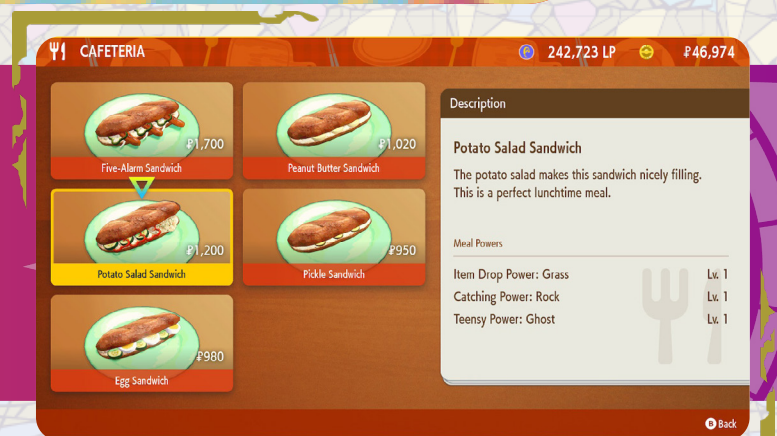 CAFETERIA
242,723 LP
₽46,974
₽1,700
Five-Alarm Sandwich
₽1,020
Peanut Butter Sandwich
₽1,200
Potato Salad Sandwich
₽950
Pickle Sandwich
₽980
Egg Sandwich
Description
Potato Salad Sandwich
The potato salad makes this sandwich nicely filling.
This is a perfect lunchtime meal.
Meal Powers
Item Drop Power: Grass Lv. 1
Catching Power: Rock Lv. 1
Teensy Power: Ghost Lv. 1
B Back